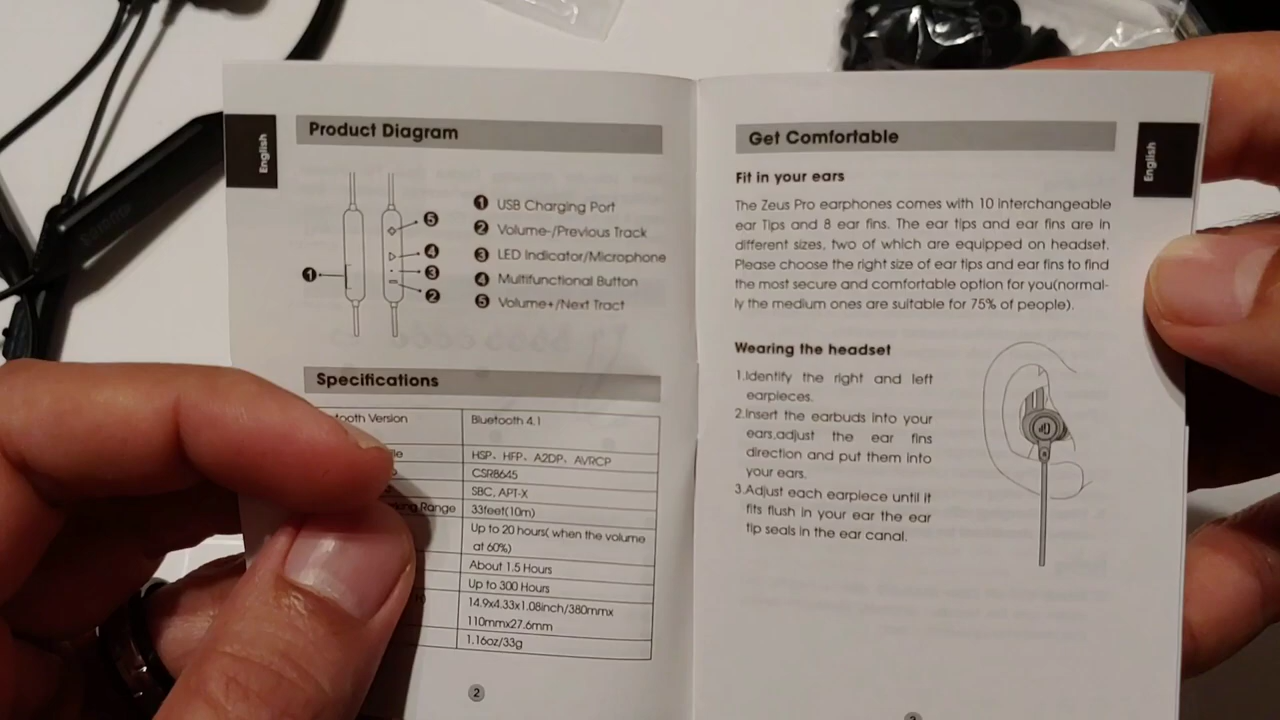 English
Product Diagram
5
4
3
2
1
1 USB Charging Port
2 Volume-/Previous Track
3 LED Indicator/Microphone
4 Multifunctional Button
5 Volume+/Next Tract
Specifications
Version Bluetooth 4.1
HSP、HFP、A2DP、AVRCP
CSR8645
SBC, APT-X
Range 33feet(10m)
Up to 20 hours( when the volume
at 60%)
About 1.5 Hours
Up to 300 Hours
14.9x4.33x1.08inch/380mmx
110mmx27.6mm
1.16oz/33g
2
English
Get Comfortable
Fit in your ears
The Zeus Pro earphones comes with 10 interchangeable
ear Tips and 8 ear fins. The ear tips and ear fins are in
different sizes, two of which are equipped on headset.
Please choose the right size of ear tips and ear fins to find
the most secure and comfortable option for you(normal-
ly the medium ones are suitable for 75% of people).
Wearing the headset
1.Identify the right and left
earpieces.
2.Insert the earbuds into your
ears,adjust the ear fins
direction and put them into
your ears.
3.Adjust each earpiece until it
fits flush in your ear the ear
tip seals in the ear canal.